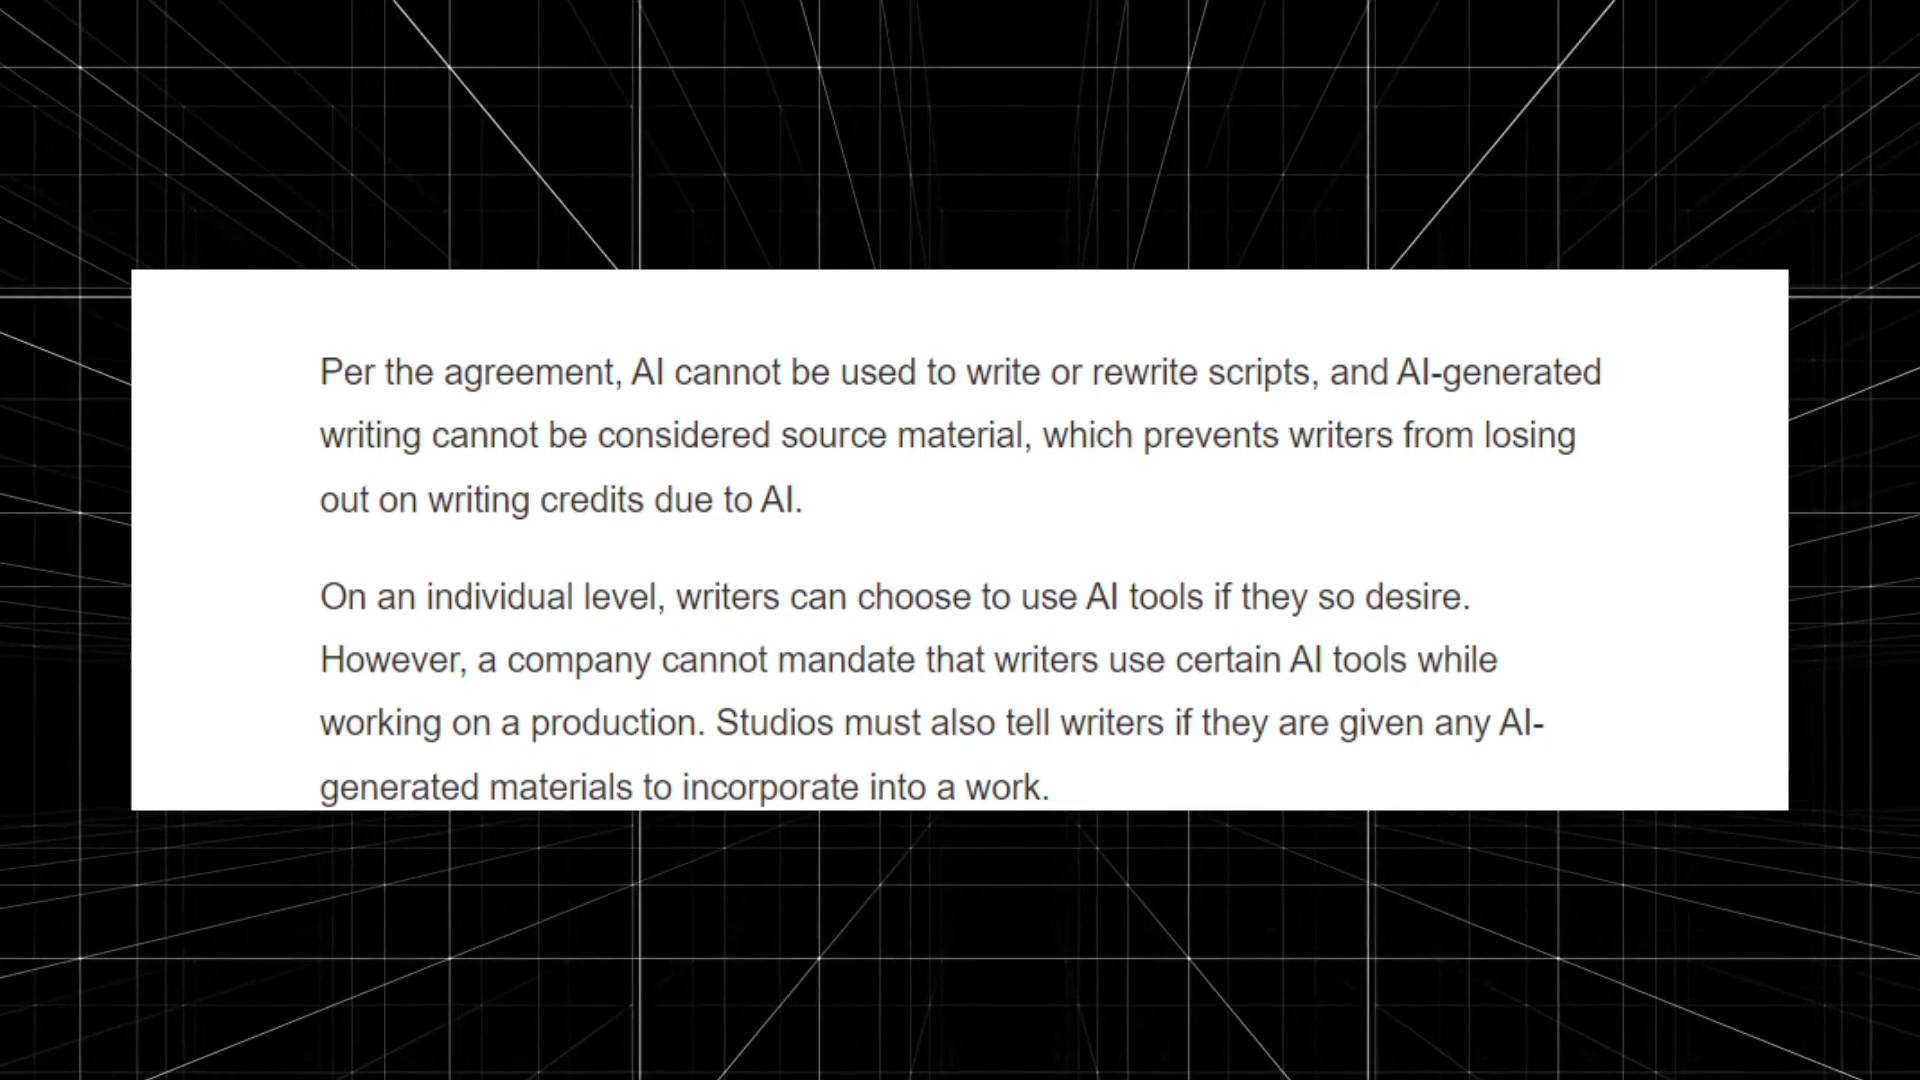 Per the agreement, AI cannot be used to write or rewrite scripts, and AI-generated
writing cannot be considered source material, which prevents writers from losing
out on writing credits due to AI.
On an individual level, writers can choose to use AI tools if they so desire.
However, a company cannot mandate that writers use certain AI tools while
working on a production. Studios must also tell writers if they are given any AI-
generated materials to incorporate into a work.